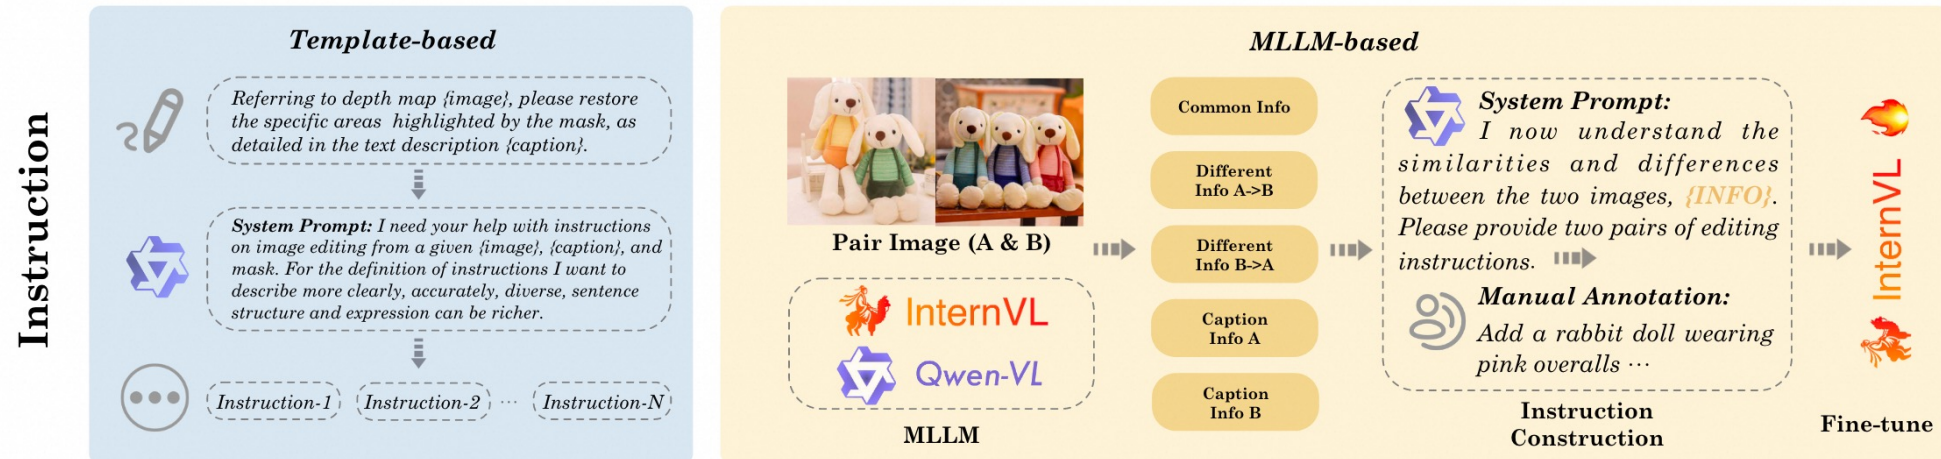 Instruction
Template-based
Referring to depth map {image}, please restore
the specific areas highlighted by the mask, as
detailed in the text description {caption}.
System Prompt: I need your help with instructions
on image editing from a given {image}, {caption}, and
mask. For the definition of instructions I want to
describe more clearly, accurately, diverse, sentence
structure and expression can be richer.
Instruction-1
Instruction-2
...
Instruction-N
MLLM-based
Pair Image (A & B)
InternVL
Qwen-VL
MLLM
Common Info
Different
Info A->B
Different
Info B->A
Caption
Info A
Caption
Info B
System Prompt:
I now understand the
similarities and differences
between the two images, {INFO}.
Please provide two pairs of editing
instructions.
Manual Annotation:
Add a rabbit doll wearing
pink overalls ···
Instruction
Construction
InternVL
Fine-tune